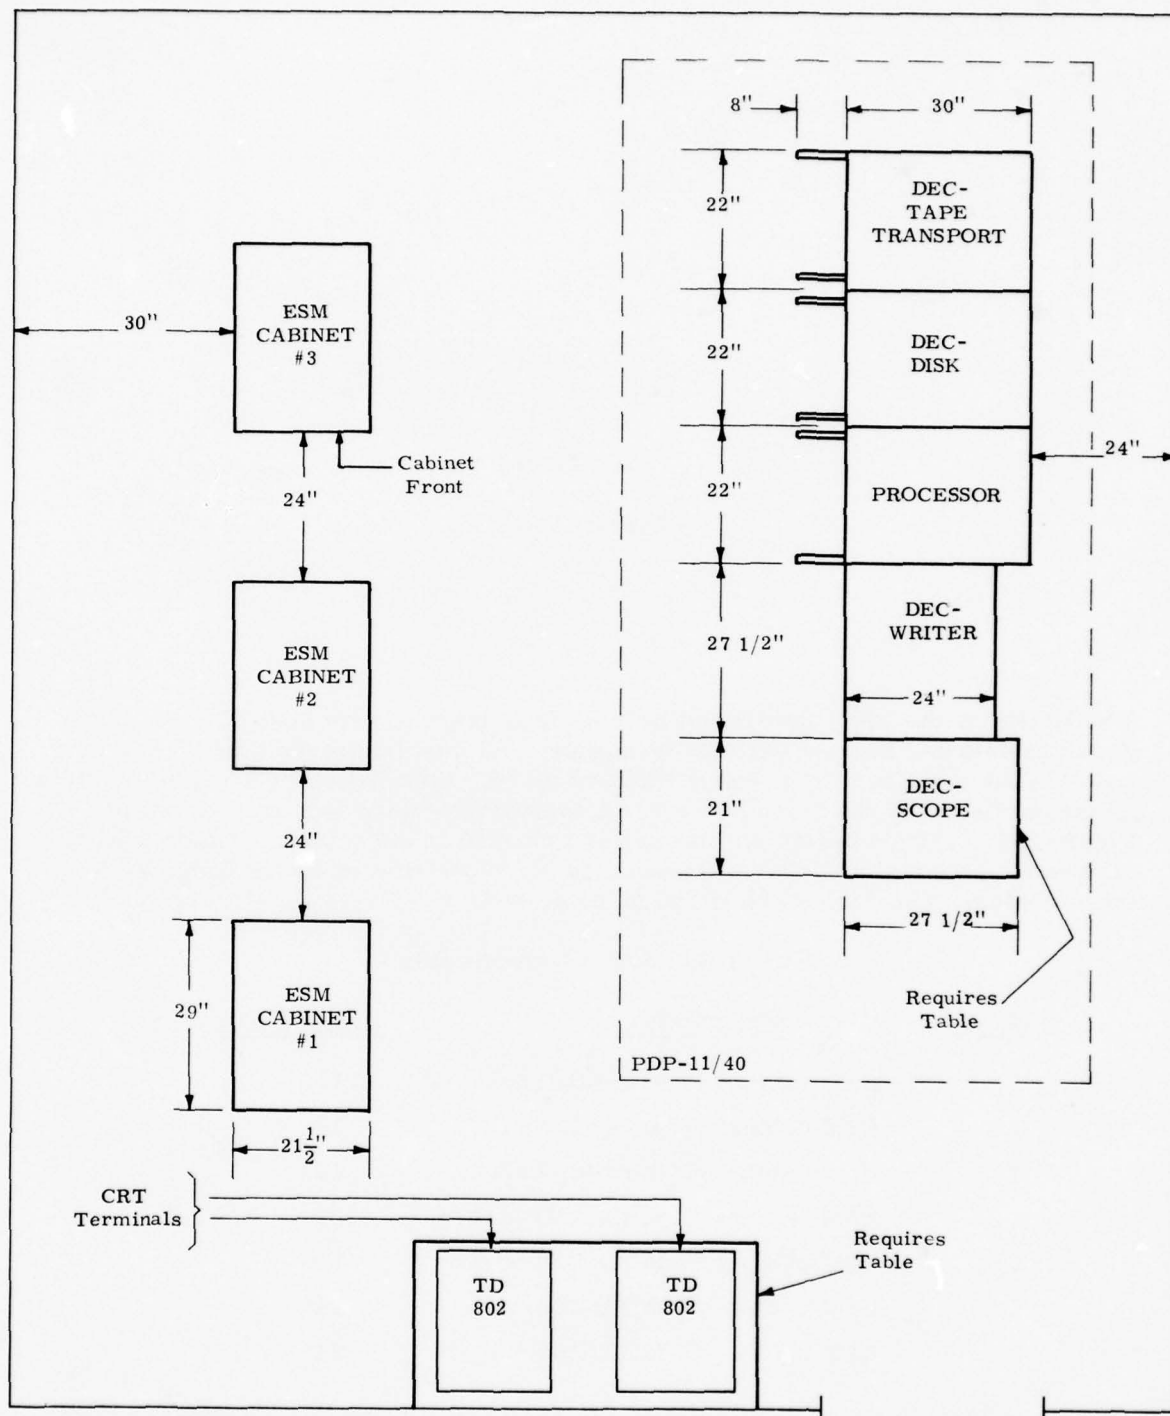 8"
30"
22"
DEC-
TAPE
TRANSPORT
30"
ESM
CABINET
#3
22"
DEC-
DISK
Cabinet
Front
24"
24"
22"
PROCESSOR
ESM
CABINET
#2
27 1/2"
DEC-
WRITER
24"
24"
21"
DEC-
SCOPE
27 1/2"
Requires
Table
29"
ESM
CABINET
#1
PDP-11/40
21 1/2"
CRT
Terminals
TD
802
TD
802
Requires
Table